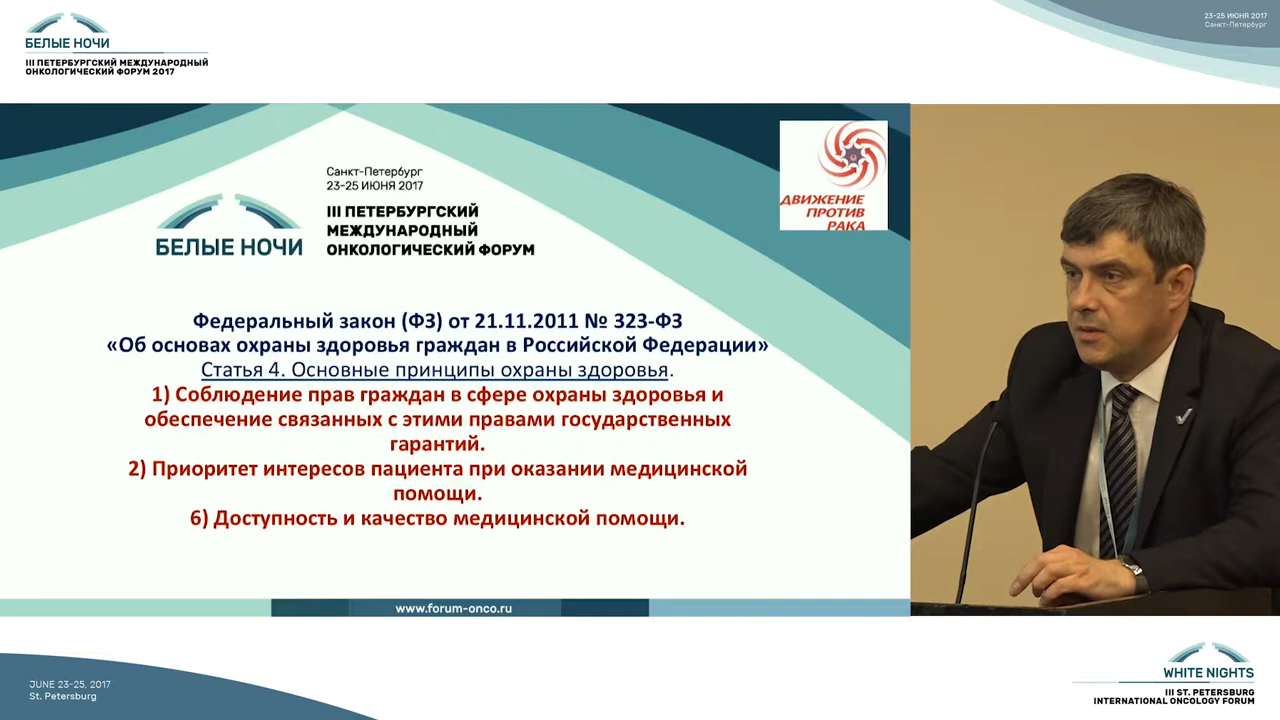 БЕЛЫЕ НОЧИ
III ПЕТЕРБУРГСКИЙ МЕЖДУНАРОДНЫЙ
ОНКОЛОГИЧЕСКИЙ ФОРУМ 2017
23-25 ИЮНЯ 2017
Санкт-Петербург
Санкт-Петербург
23-25 ИЮНЯ 2017
БЕЛЫЕ НОЧИ
III ПЕТЕРБУРГСКИЙ
МЕЖДУНАРОДНЫЙ
ОНКОЛОГИЧЕСКИЙ ФОРУМ
ДВИЖЕНИЕ
ПРОТИВ
РАКА
Федеральный закон (ФЗ) от 21.11.2011 № 323-ФЗ
«Об основах охраны здоровья граждан в Российской Федерации»
Статья 4. Основные принципы охраны здоровья.
1) Соблюдение прав граждан в сфере охраны здоровья и
обеспечение связанных с этими правами государственных
гарантий.
2) Приоритет интересов пациента при оказании медицинской
помощи.
6) Доступность и качество медицинской помощи.
www.forum-onco.ru
JUNE 23-25, 2017
St. Petersburg
WHITE NIGHTS
III ST. PETERSBURG
INTERNATIONAL ONCOLOGY FORUM